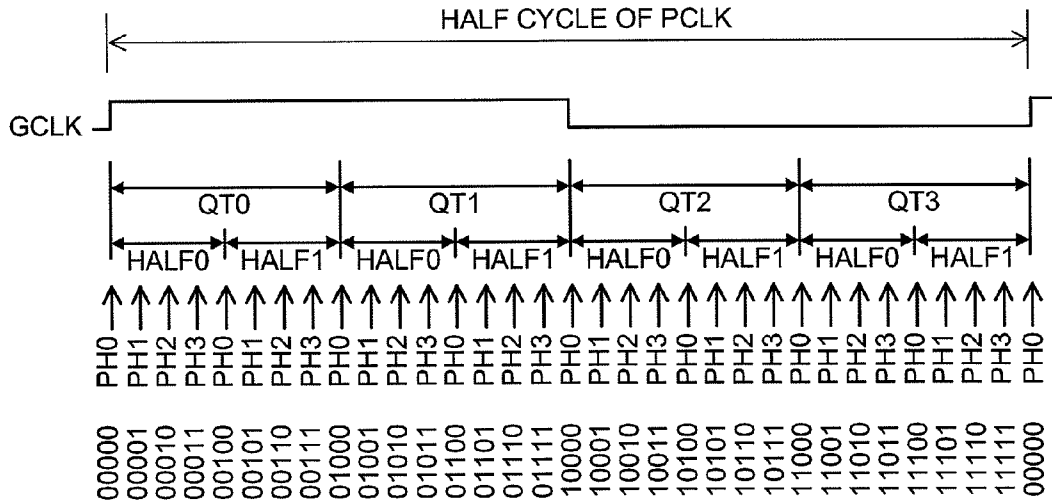 HALF CYCLE OF PCLK
GCLK
QT0 QT1 QT2 QT3
HALF0 HALF1 HALF0 HALF1 HALF0 HALF1 HALF0 HALF1
PH0 PH1 PH2 PH3 PH0 PH1 PH2 PH3 PH0 PH1 PH2 PH3 PH0 PH1 PH2 PH3 PH0 PH1 PH2 PH3 PH0 PH1 PH2 PH3 PH0 PH1 PH2 PH3 PH0 PH1 PH2 PH3 PH0
00000 00001 00010 00011 00100 00101 00110 00111 01000 01001 01010 01011 01100 01101 01110 01111 10000 10001 10010 10011 10100 10101 10110 10111 11000 11001 11010 11011 11100 11101 11110 11111 00000